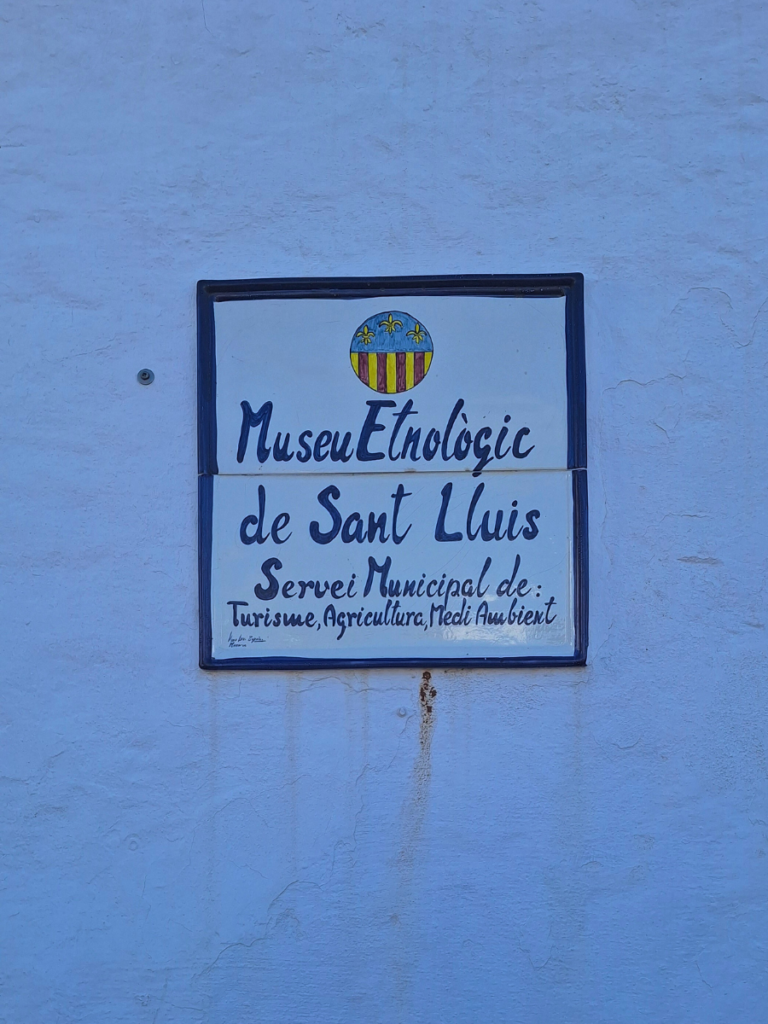 Museu Etnològic
de Sant Lluis
Servei Municipal de:
Turisme, Agricultura, Medi Ambient